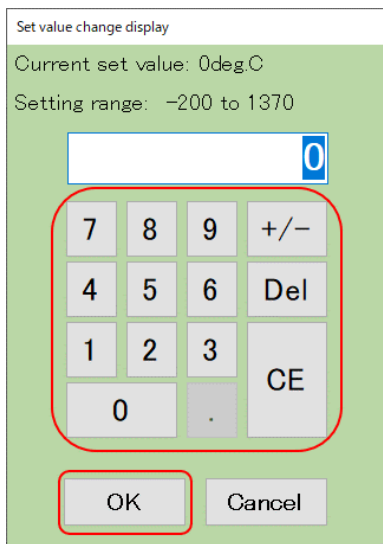 Set value change display
Current set value: 0deg.C
Setting range: -200 to 1370
0
7 8 9 +/-
4 5 6 Del
1 2 3
CE
0 .
OK Cancel